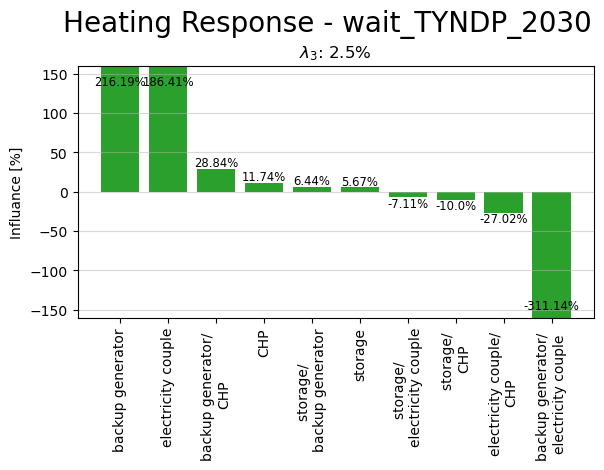 Heating Response - wait_TYNDP_2030
λ3: 2.5%
Influance [%]
150
100
50
0
−50
−100
−150
216.19%
186.41%
28.84%
11.74%
6.44%
5.67%
-7.11%
-10.0%
-27.02%
-311.14%
backup generator
electricity couple
backup generator/
CHP
CHP
storage/
backup generator
storage
storage/
electricity couple
storage/
CHP
electricity couple/
CHP
backup generator/
electricity couple